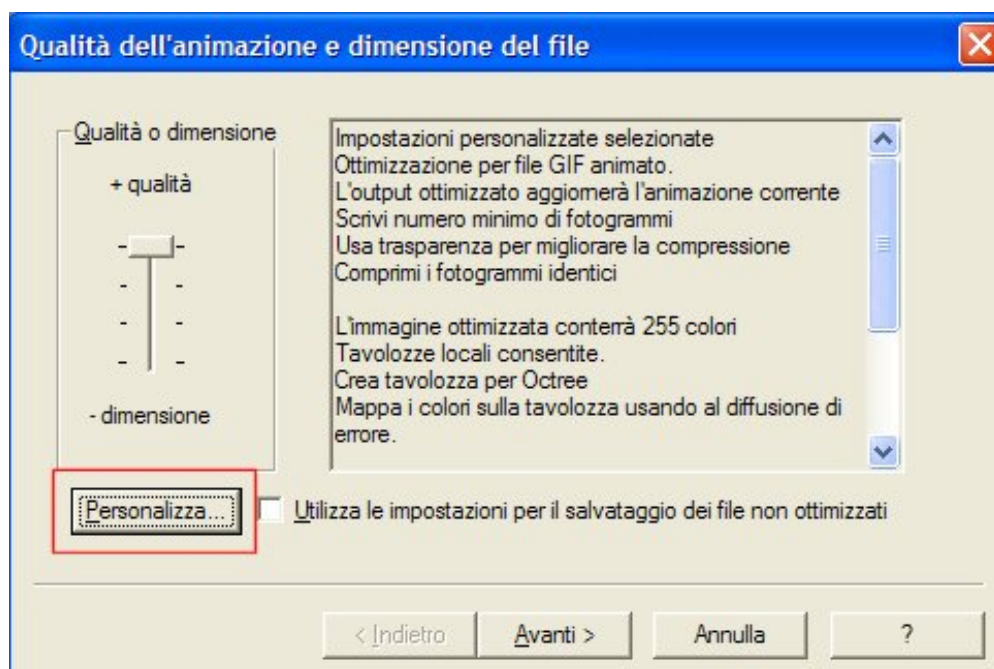 Qualità dell'animazione e dimensione del file
Qualità o dimensione
+ qualità
- dimensione
Impostazioni personalizzate selezionate
Ottimizzazione per file GIF animato.
L'output ottimizzato aggiornerà l'animazione corrente
Scrivi numero minimo di fotogrammi
Usa trasparenza per migliorare la compressione
Comprimi i fotogrammi identici
L'immagine ottimizzata conterrà 255 colori
Tavolozze locali consentite.
Crea tavolozza per Octree
Mappa i colori sulla tavolozza usando al diffusione di
errore.
Personalizza...
Utilizza le impostazioni per il salvataggio dei file non ottimizzati
< Indietro
Avanti >
Annulla
?